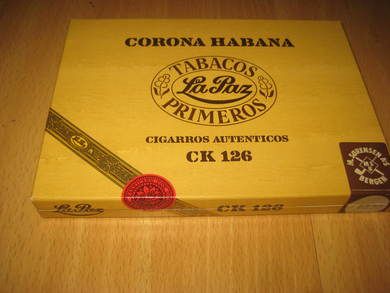 CORONA HABANA
TABACOS
La Paz
PRIMEROS
CIGARROS AUTENTICOS
CK 126
La Paz
CK 126